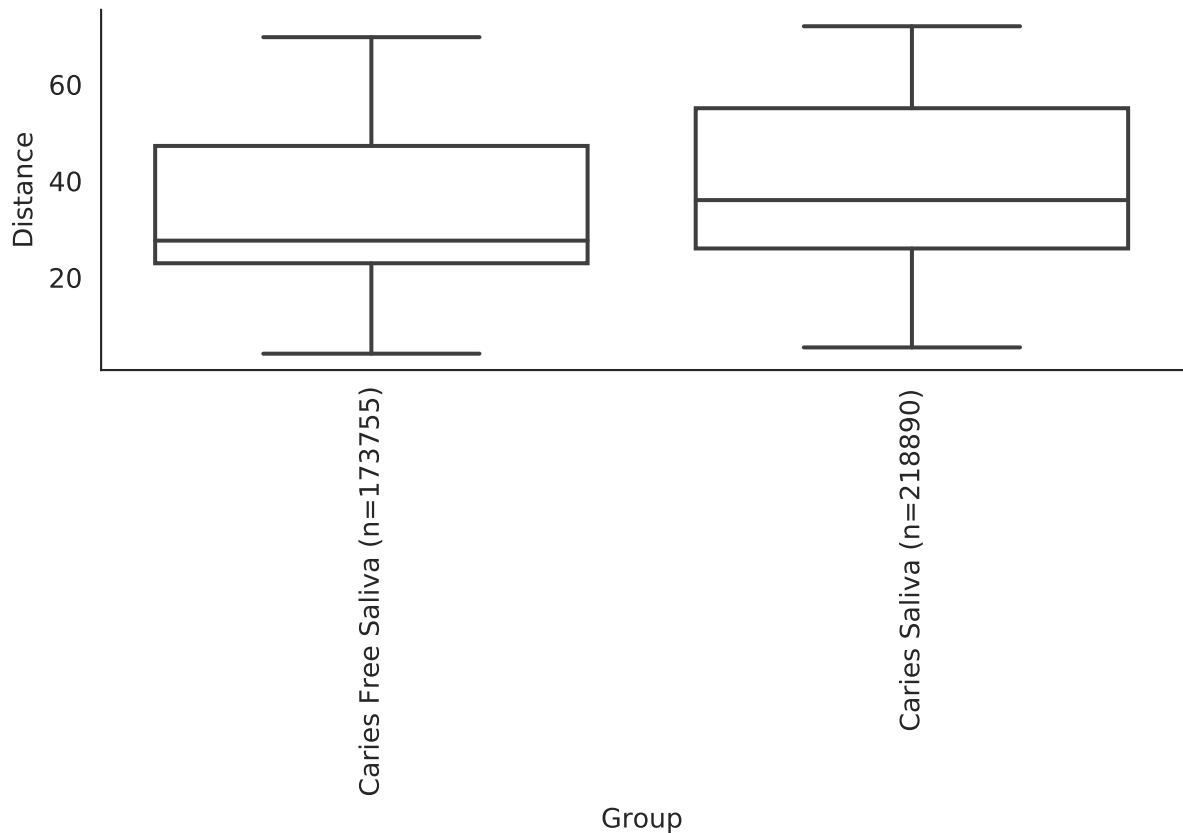 60
40
20
Distance
Caries Free Saliva (n=173755)
Caries Saliva (n=218890)
Group